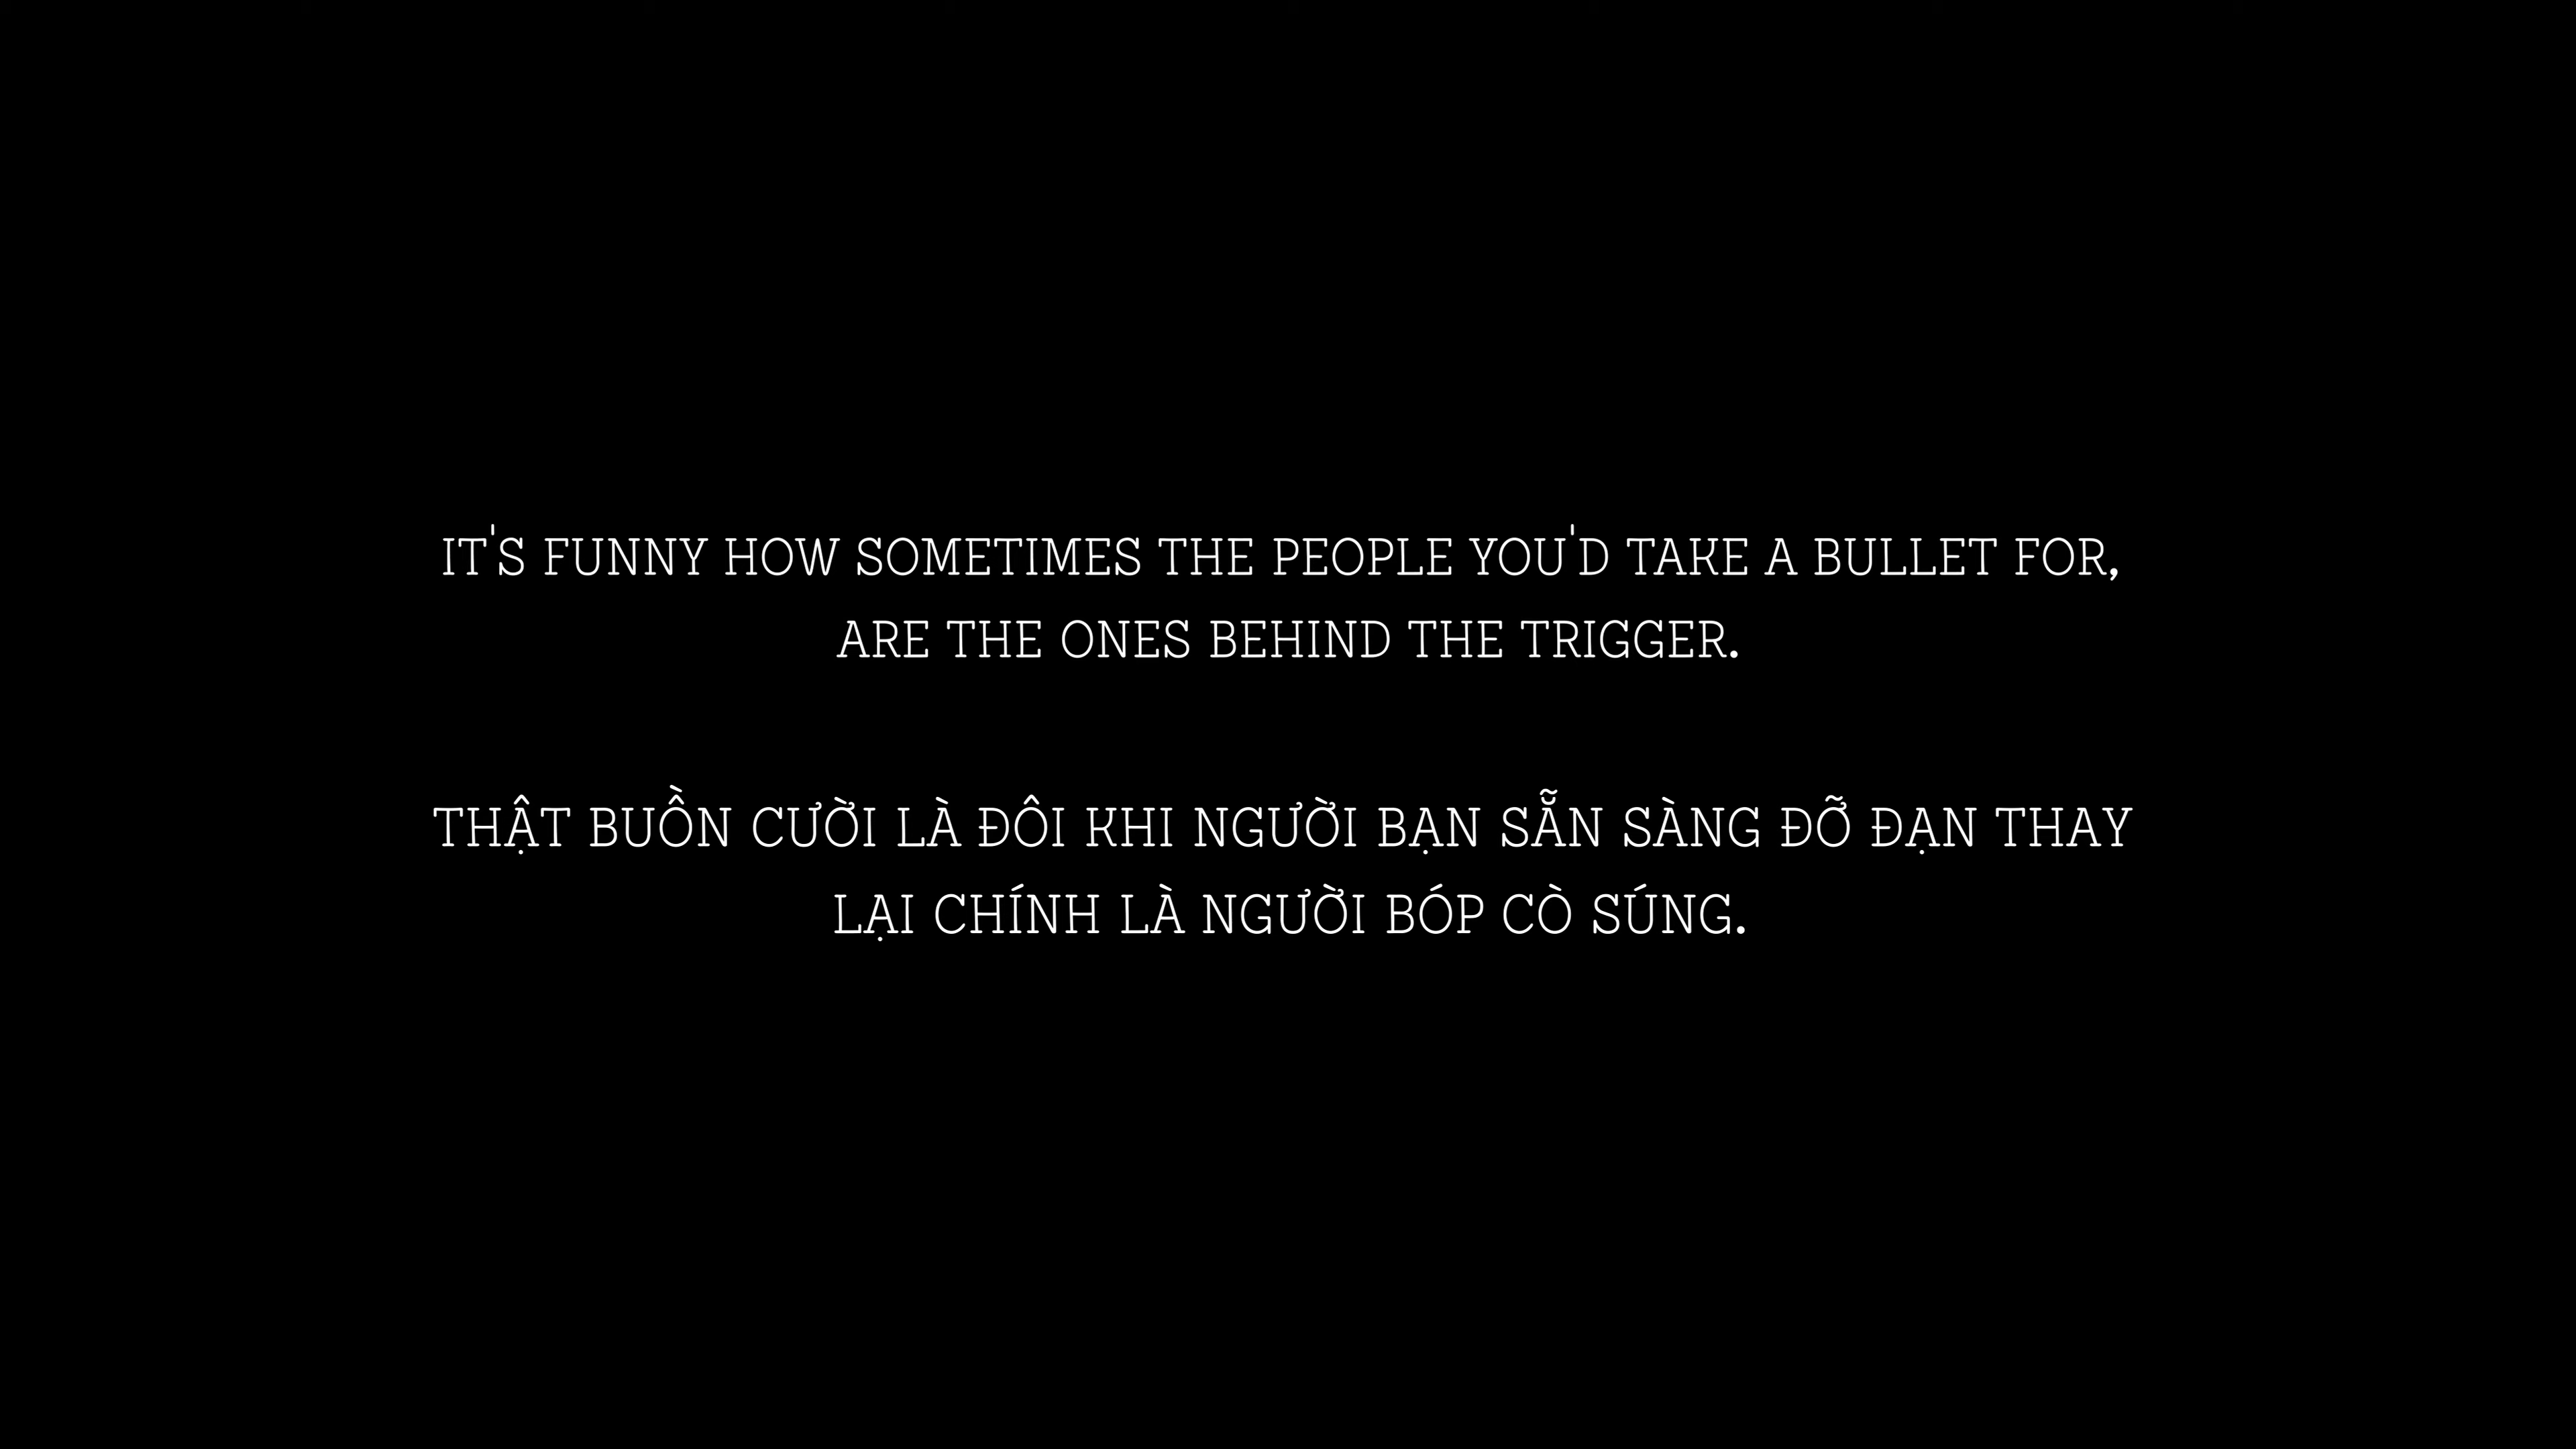 IT'S FUNNY HOW SOMETIMES THE PEOPLE YOU'D TAKE A BULLET FOR,
ARE THE ONES BEHIND THE TRIGGER.
THẬT BUỒN CƯỜI LÀ ĐÔI KHI NGƯỜI BẠN SẴN SÀNG ĐỠ ĐẠN THAY
LẠI CHÍNH LÀ NGƯỜI BÓP CÒ SÚNG.